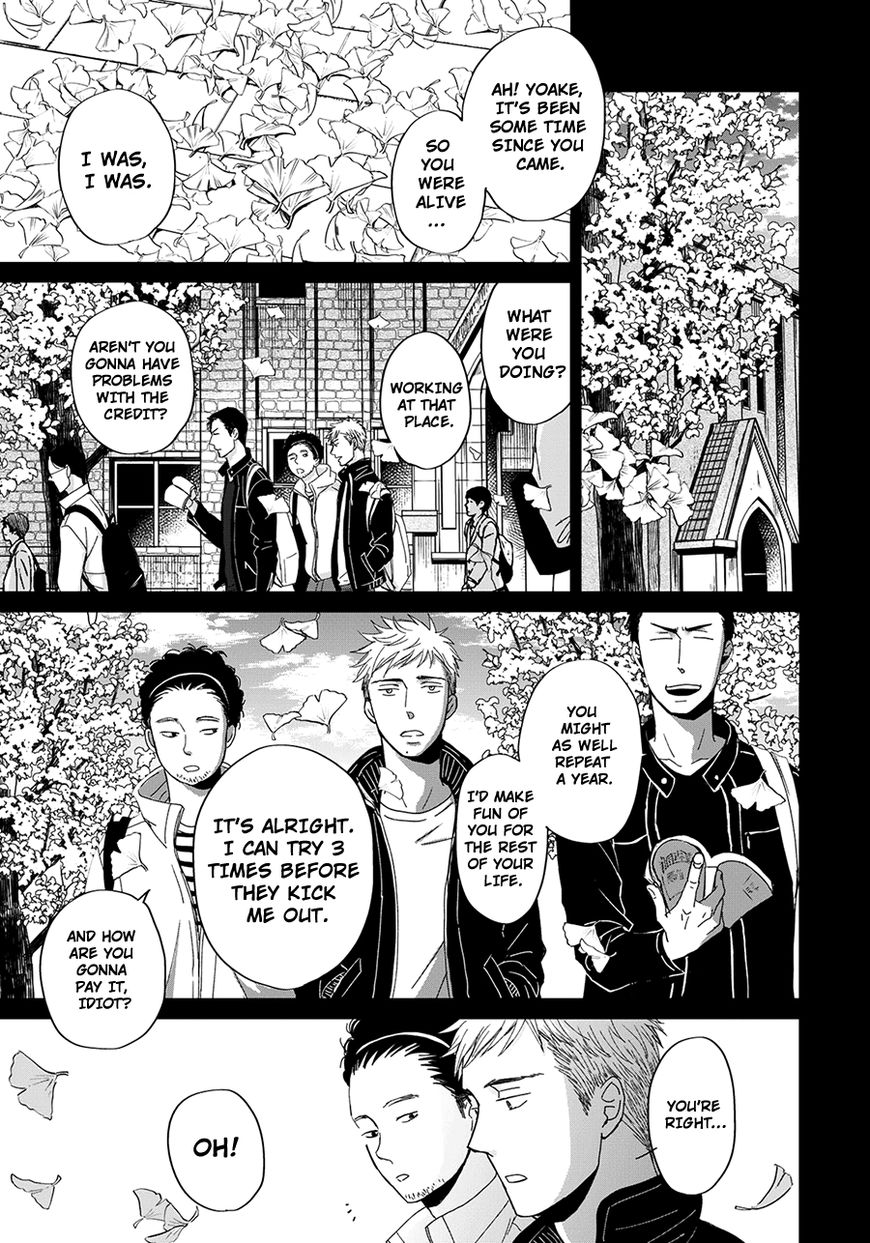 AH! YOAKE,
IT'S BEEN
SOME TIME
SINCE YOU
CAME.
SO
YOU
WERE
ALIVE
...
I WAS,
I WAS.
WHAT
WERE
YOU
DOING?
WORKING
AT THAT
PLACE.
AREN'T YOU
GONNA HAVE
PROBLEMS
WITH THE
CREDIT?
YOU
MIGHT
AS WELL
REPEAT
A YEAR.
I'D MAKE
FUN OF
YOU FOR
THE REST
OF YOUR
LIFE.
IT'S ALRIGHT.
I CAN TRY 3
TIMES BEFORE
THEY KICK
ME OUT.
AND HOW
ARE YOU
GONNA
PAY IT,
IDIOT?
YOU'RE
RIGHT...
OH!